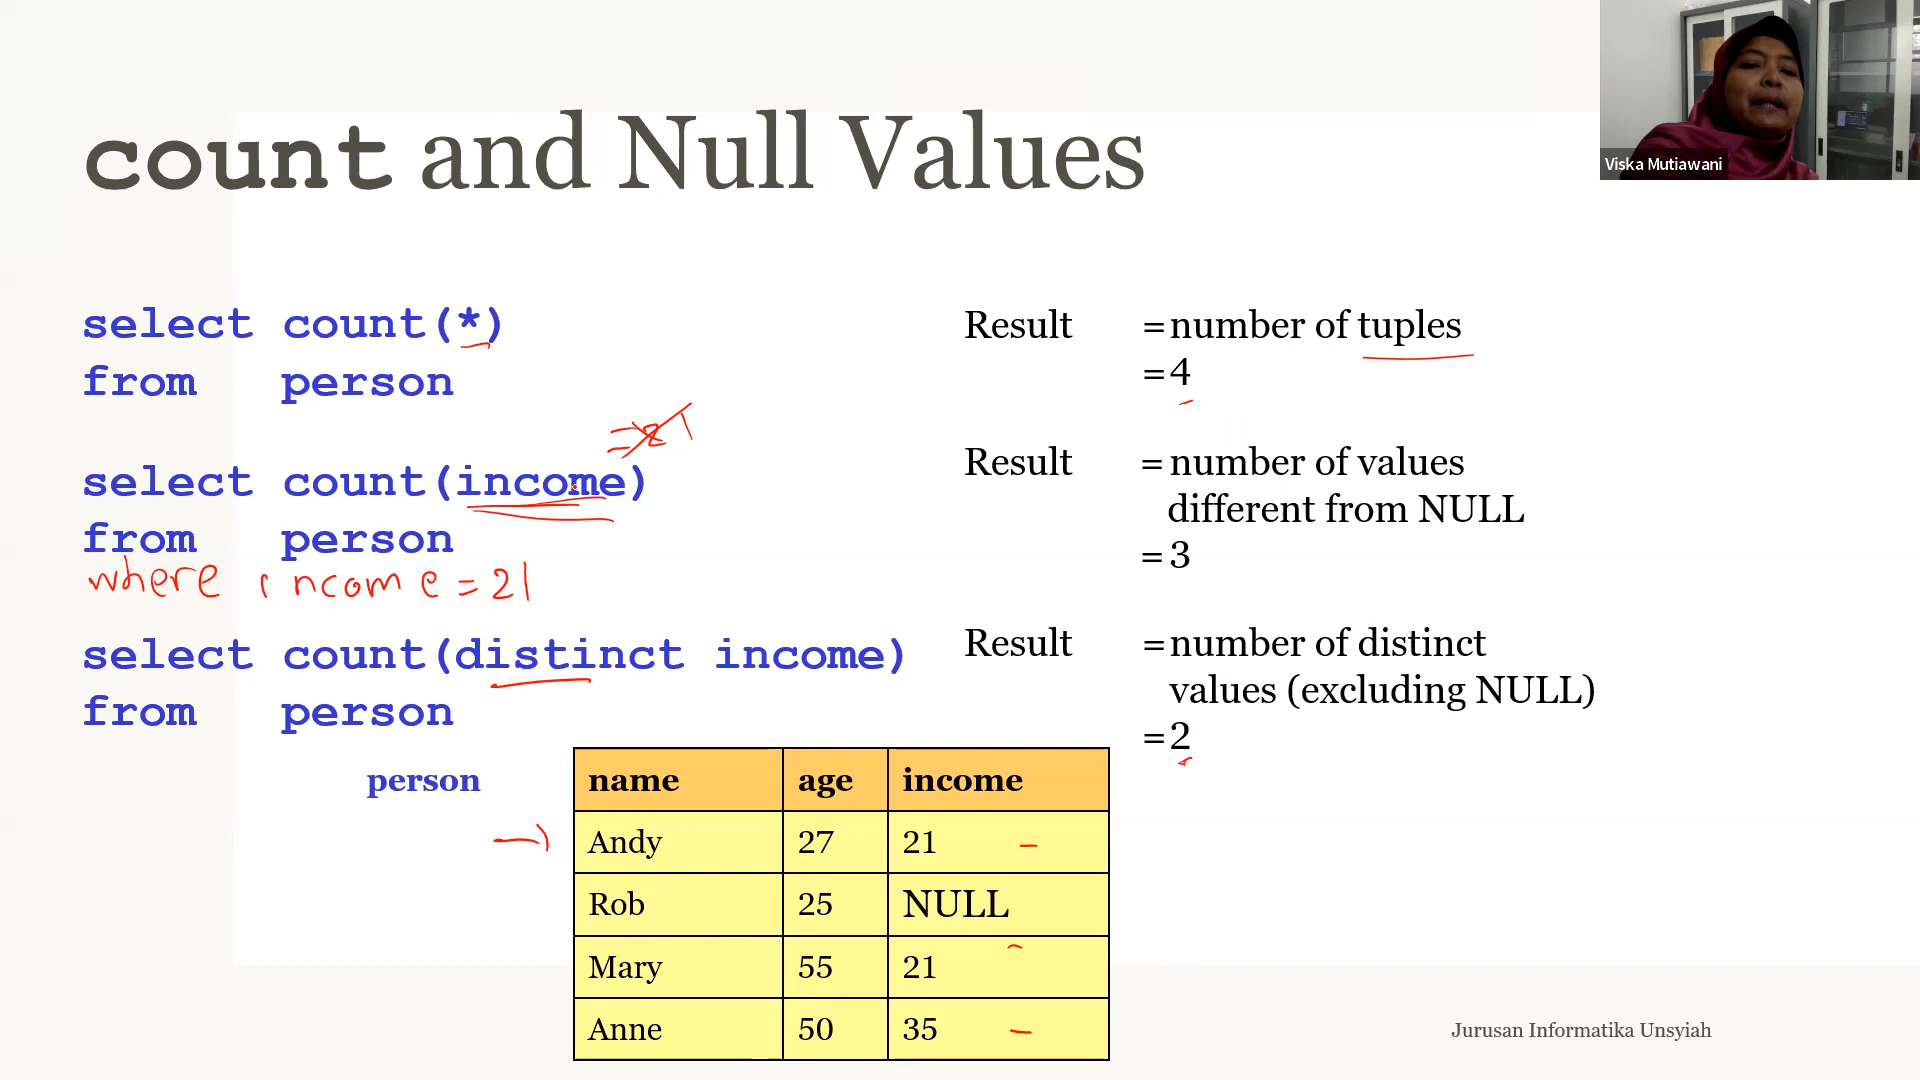 count and Null Values
Viska Mutiawani
select count(*)
from person
Result = number of tuples
= 4
select count(income)
from person
where income = 21
Result = number of values
different from NULL
= 3
select count(distinct income)
from person
Result = number of distinct
values (excluding NULL)
= 2
person
name age income
Andy 27 21
Rob 25 NULL
Mary 55 21
Anne 50 35
Jurusan Informatika Unsyiah